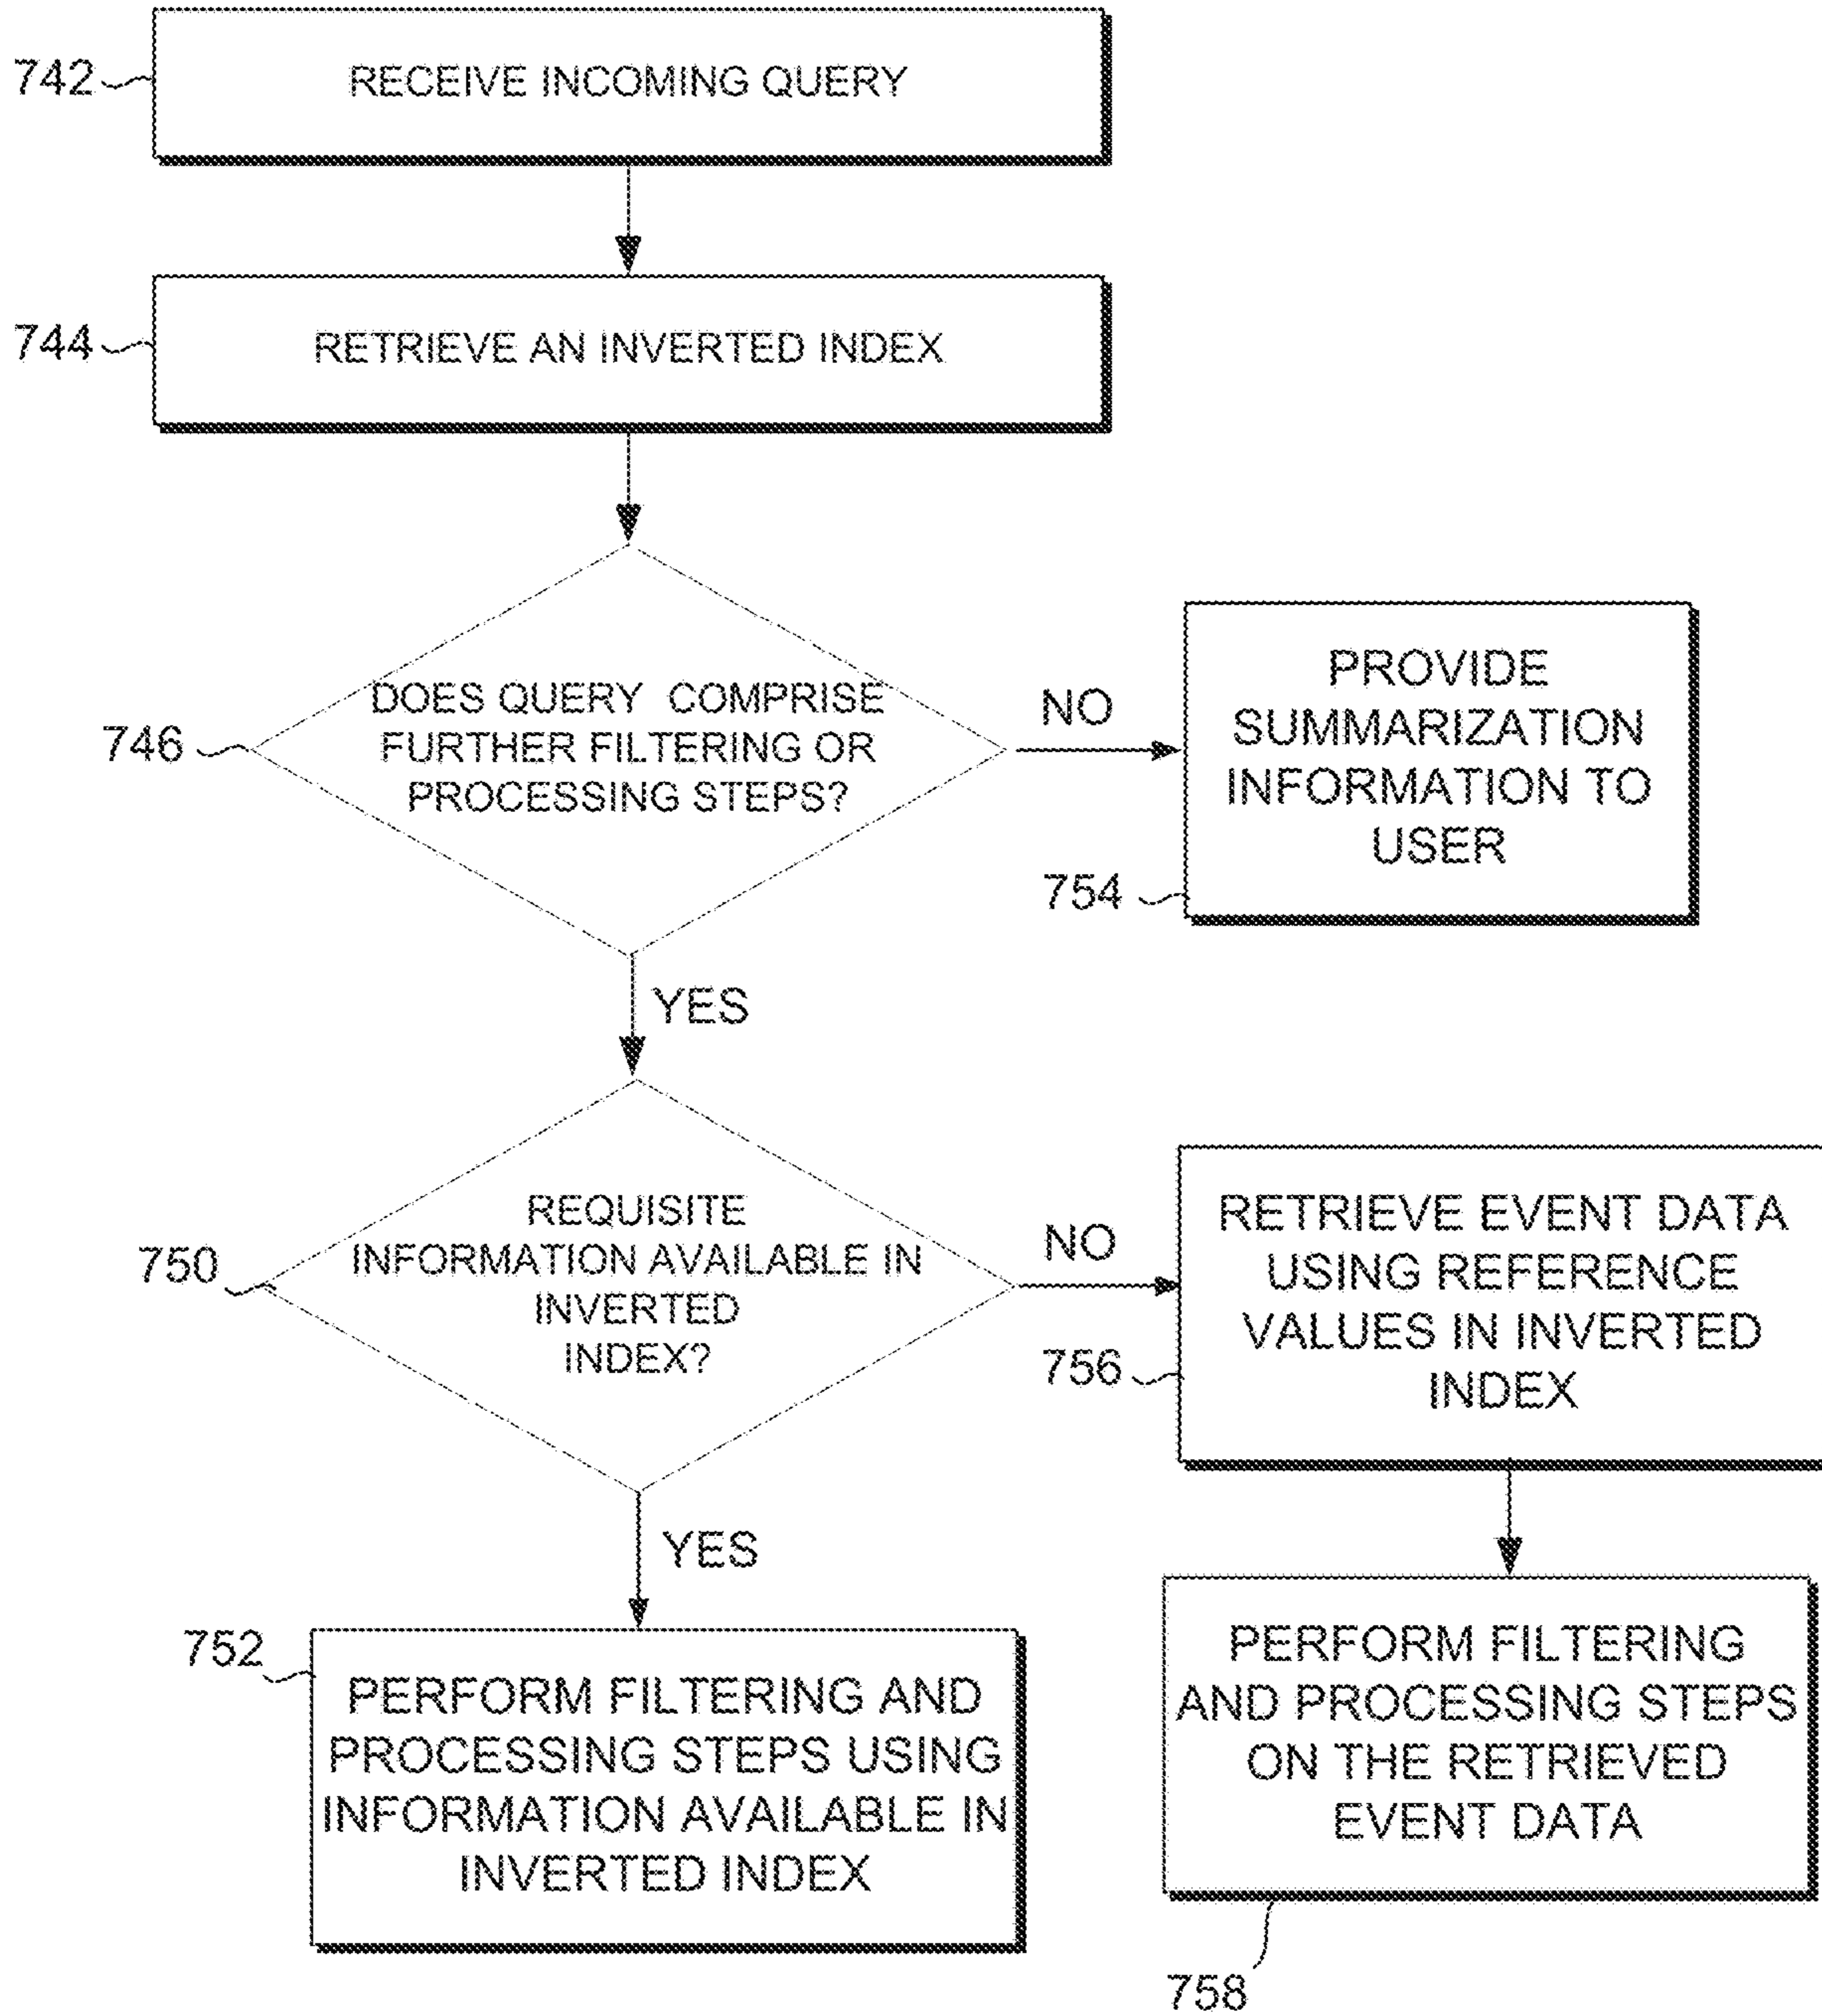 742
RECEIVE INCOMING QUERY
744
RETRIEVE AN INVERTED INDEX
746
DOES QUERY COMPRISE
FURTHER FILTERING OR
PROCESSING STEPS?
NO
PROVIDE
SUMMARIZATION
INFORMATION TO
USER
754
YES
750
REQUISITE
INFORMATION AVAILABLE IN
INVERTED
INDEX?
NO
RETRIEVE EVENT DATA
USING REFERENCE
VALUES IN INVERTED
INDEX
756
YES
752
PERFORM FILTERING AND
PROCESSING STEPS USING
INFORMATION AVAILABLE IN
INVERTED INDEX
PERFORM FILTERING
AND PROCESSING STEPS
ON THE RETRIEVED
EVENT DATA
758